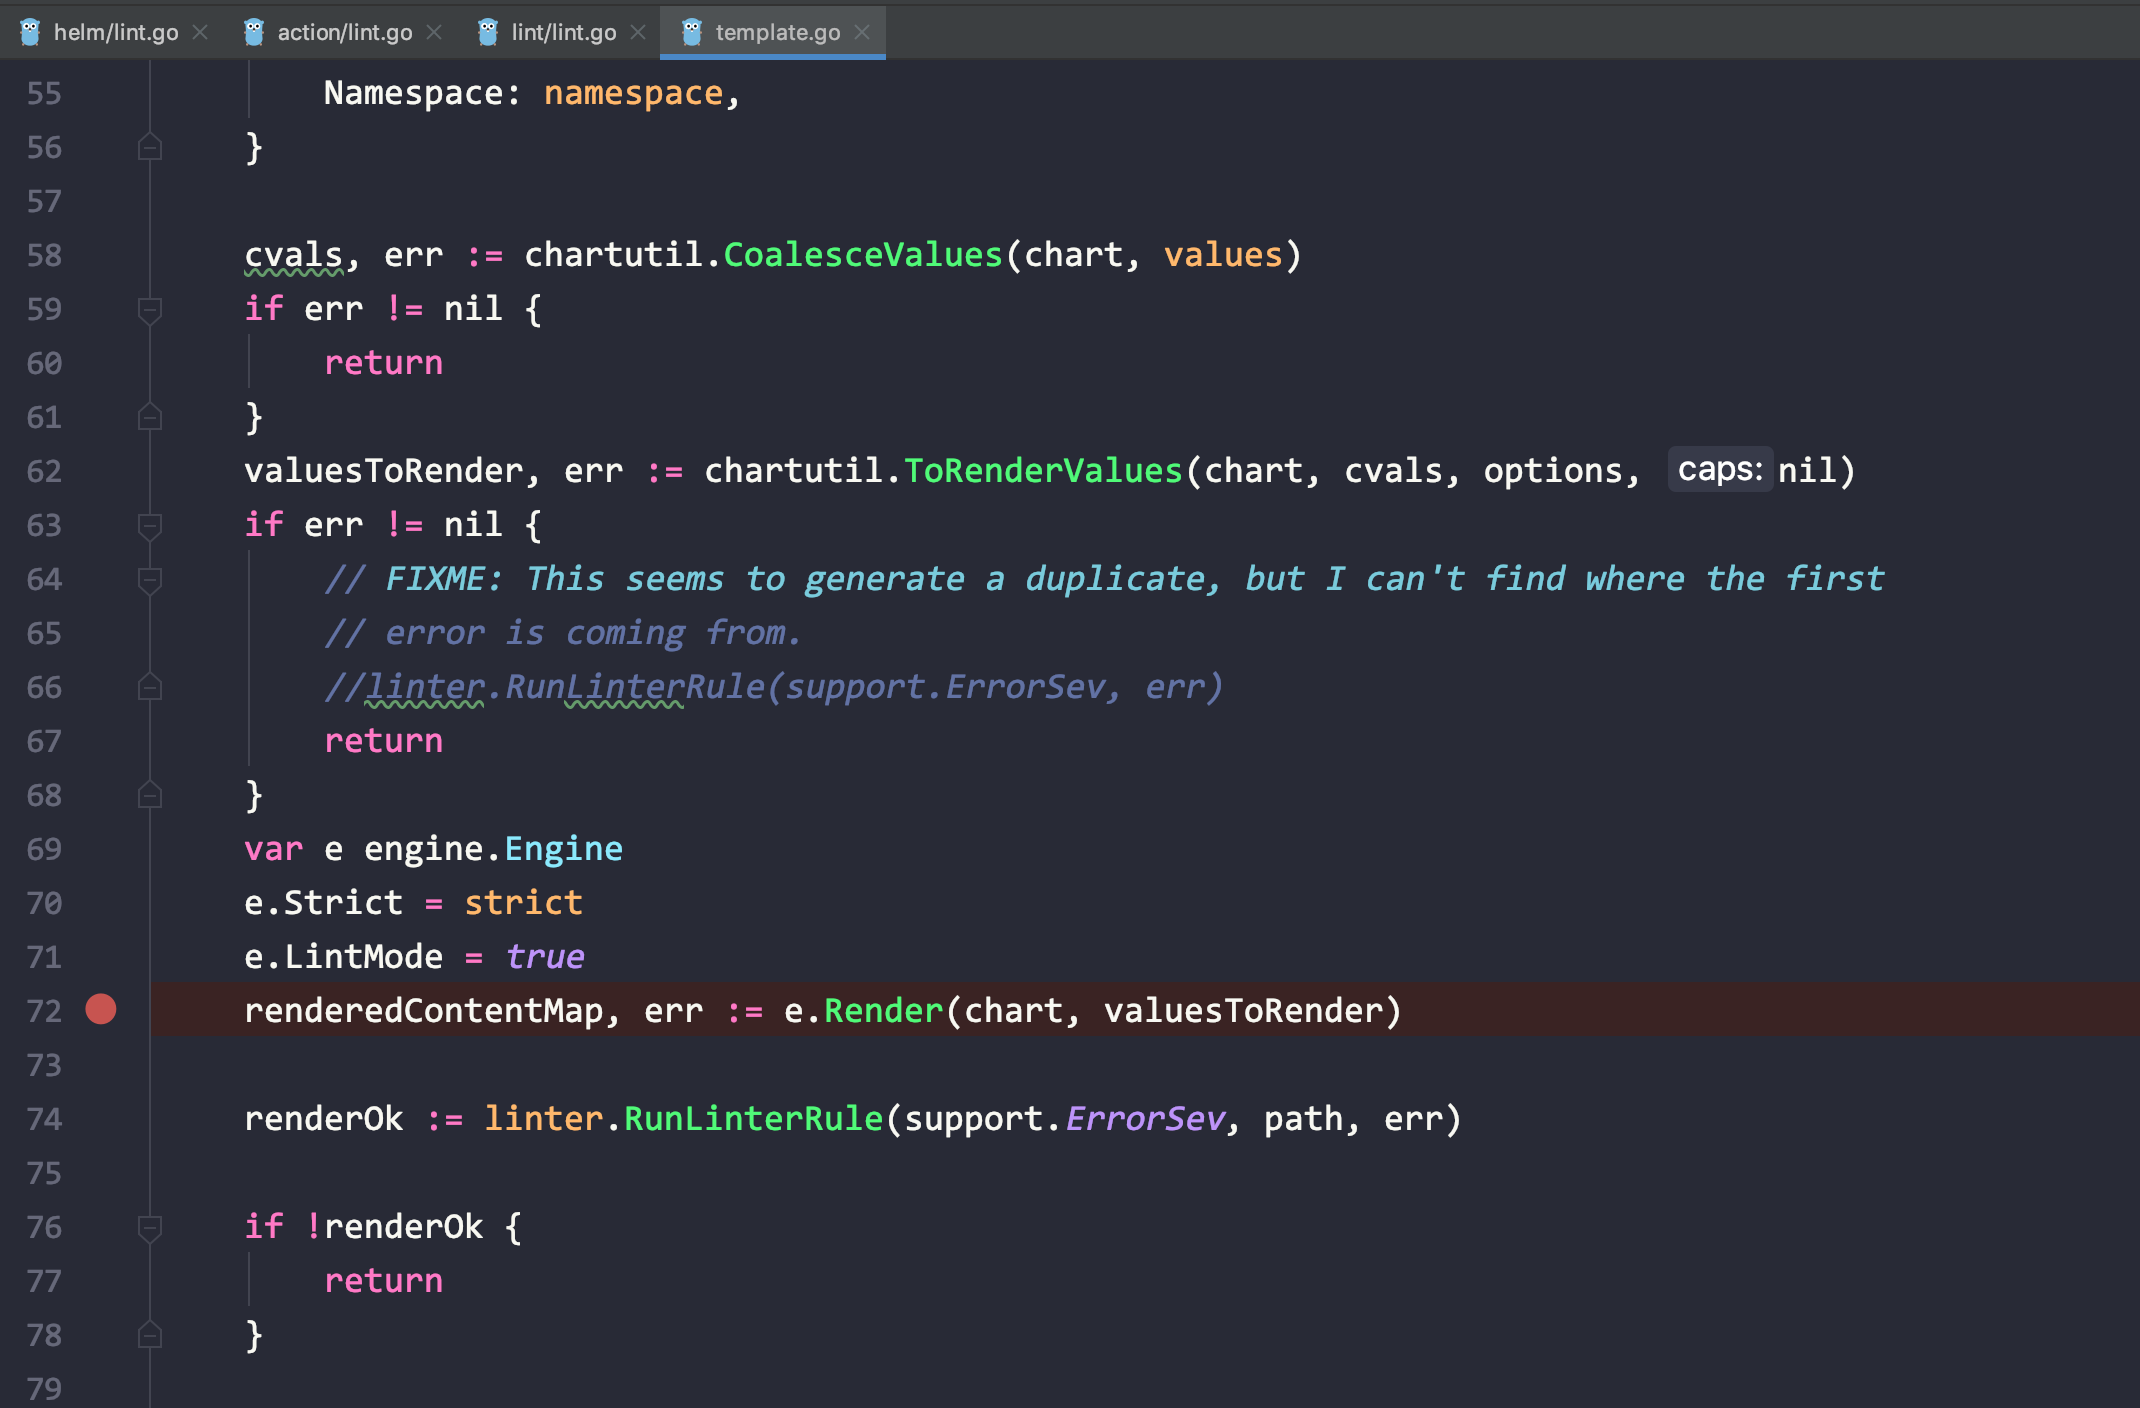 helm/lint.go action/lint.go lint/lint.go template.go
55 Namespace: namespace,
56 }
57
58 cvals, err := chartutil.CoalesceValues(chart, values)
59 if err != nil {
60 return
61 }
62 valuesToRender, err := chartutil.ToRenderValues(chart, cvals, options, caps: nil)
63 if err != nil {
64 // FIXME: This seems to generate a duplicate, but I can't find where the first
65 // error is coming from.
66 //linter.RunLinterRule(support.ErrorSev, err)
67 return
68 }
69 var e engine.Engine
70 e.Strict = strict
71 e.LintMode = true
72 renderedContentMap, err := e.Render(chart, valuesToRender)
73
74 renderOk := linter.RunLinterRule(support.ErrorSev, path, err)
75
76 if !renderOk {
77 return
78 }
79